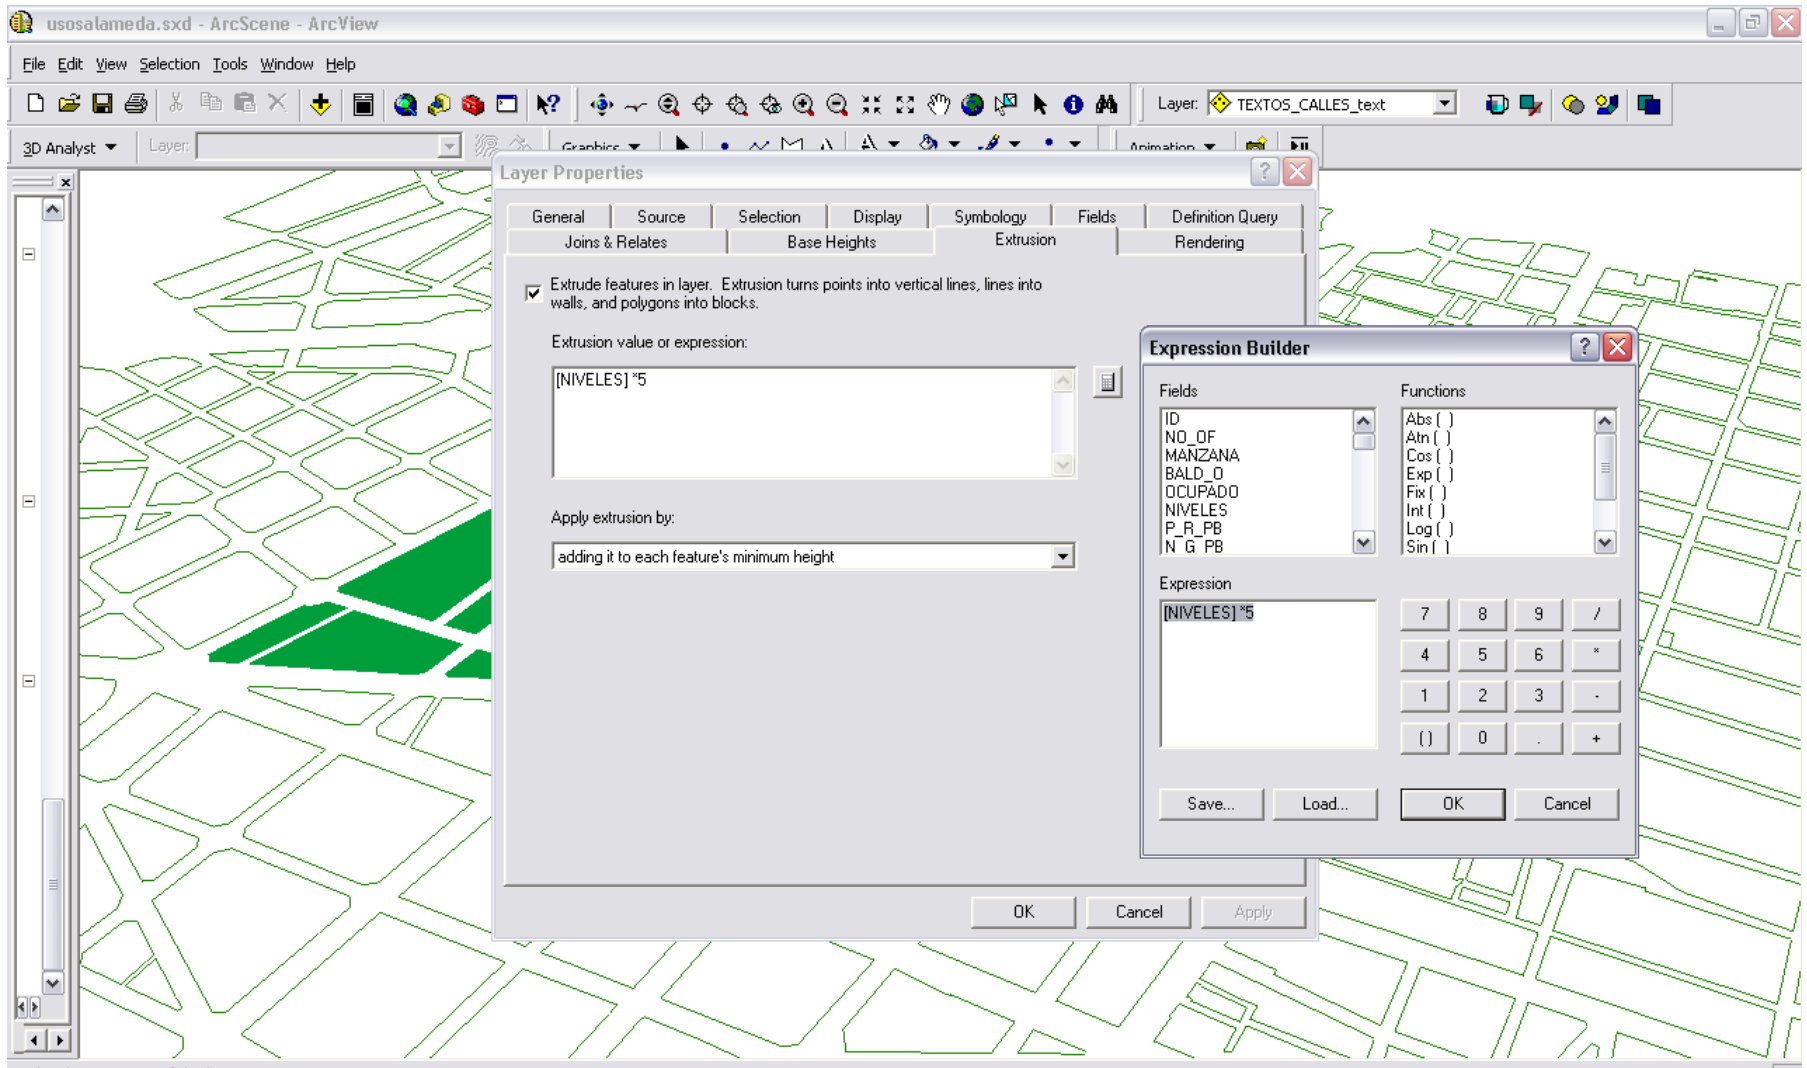 usosalameda.sxd - ArcScene - ArcView
File Edit View Selection Tools Window Help
Layer: TEXTOS_CALLES_text
3D Analyst Layer: Graphics Animation
Layer Properties
General Source Selection Display Symbology Fields Definition Query
Joins & Relates Base Heights Extrusion Rendering
Extrude features in layer. Extrusion turns points into vertical lines, lines into
walls, and polygons into blocks.
Extrusion value or expression:
[NIVELES] *5
Apply extrusion by:
adding it to each feature's minimum height
OK Cancel Apply
Expression Builder
Fields
ID
NO_OF
MANZANA
BALD_O
OCUPADO
NIVELES
P_R_PB
N_G_PB
Functions
Abs ( )
Atn ( )
Cos ( )
Exp ( )
Fix ( )
Int ( )
Log ( )
Sin ( )
Expression
[NIVELES] *5
7 8 9 /
4 5 6 *
1 2 3 -
( ) 0 . +
Save... Load... OK Cancel